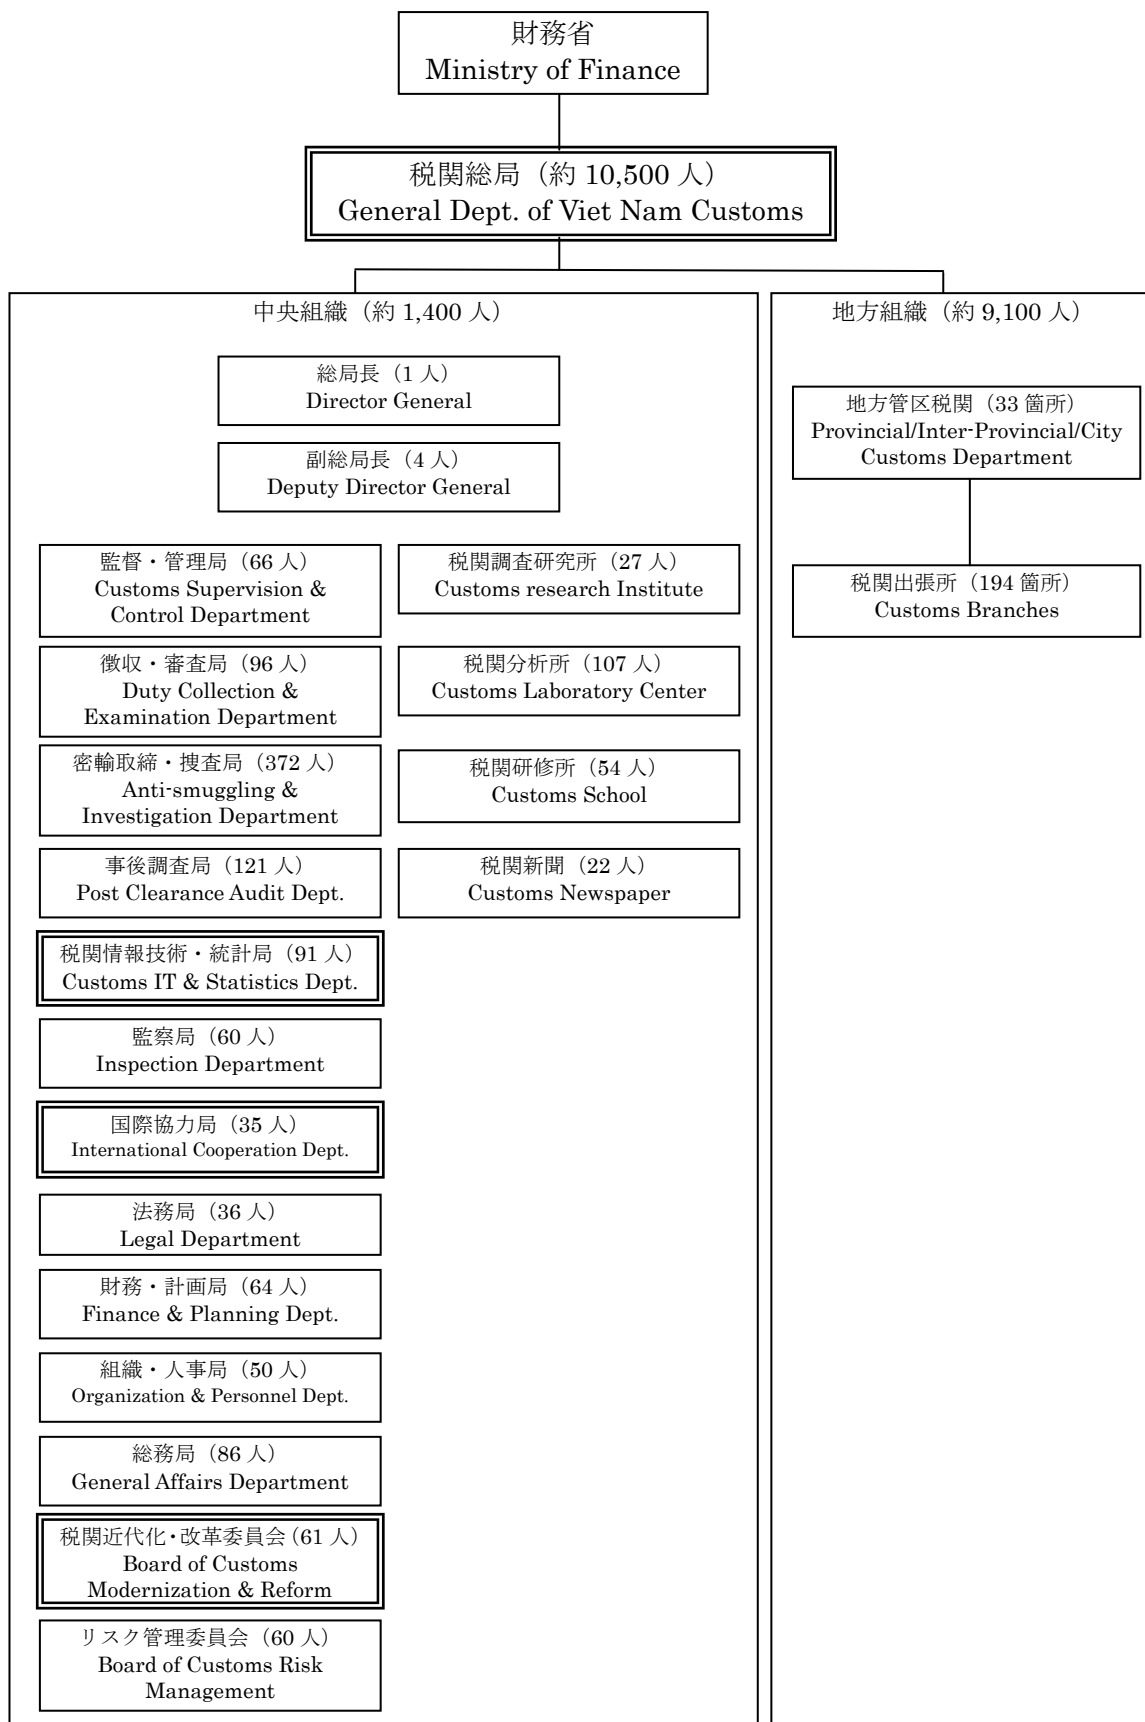 財務省
Ministry of Finance
税関総局（約 10,500 人）
General Dept. of Viet Nam Customs
中央組織（約 1,400 人）
総局長（1 人）
Director General
副総局長（4 人）
Deputy Director General
監督・管理局（66 人）
Customs Supervision &
Control Department
徴収・審査局（96 人）
Duty Collection &
Examination Department
密輸取締・捜査局（372 人）
Anti-smuggling &
Investigation Department
事後調査局（121 人）
Post Clearance Audit Dept.
税関情報技術・統計局（91 人）
Customs IT & Statistics Dept.
監察局（60 人）
Inspection Department
国際協力局（35 人）
International Cooperation Dept.
法務局（36 人）
Legal Department
財務・計画局（64 人）
Finance & Planning Dept.
組織・人事局（50 人）
Organization & Personnel Dept.
総務局（86 人）
General Affairs Department
税関近代化・改革委員会（61 人）
Board of Customs
Modernization & Reform
リスク管理委員会（60 人）
Board of Customs Risk
Management
税関調査研究所（27 人）
Customs research Institute
税関分析所（107 人）
Customs Laboratory Center
税関研修所（54 人）
Customs School
税関新聞（22 人）
Customs Newspaper
地方組織（約 9,100 人）
地方管区税関（33 箇所）
Provincial/Inter-Provincial/City
Customs Department
税関出張所（194 箇所）
Customs Branches